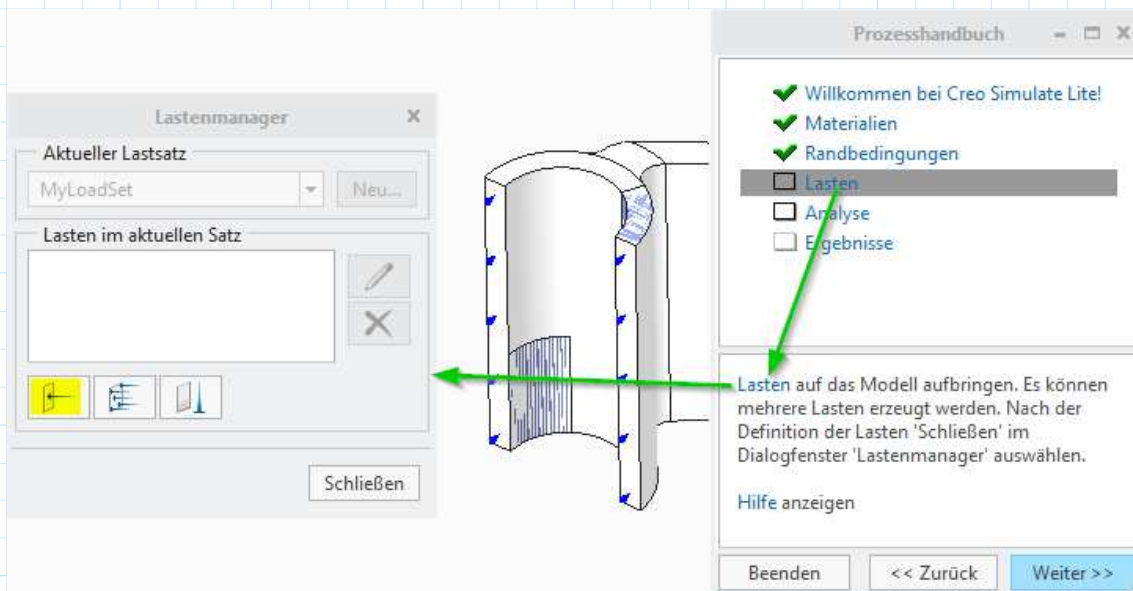 Lastenmanager
Aktueller Lastsatz
MyLoadSet
Neu...
Lasten im aktuellen Satz
Schließen
Prozesshandbuch
Willkommen bei Creo Simulate Lite!
Materialien
Randbedingungen
Lasten
Analyse
Ergebnisse
Lasten auf das Modell aufbringen. Es können
mehrere Lasten erzeugt werden. Nach der
Definition der Lasten 'Schließen' im
Dialogfenster 'Lastenmanager' auswählen.
Hilfe anzeigen
Beenden
<< Zurück
Weiter >>